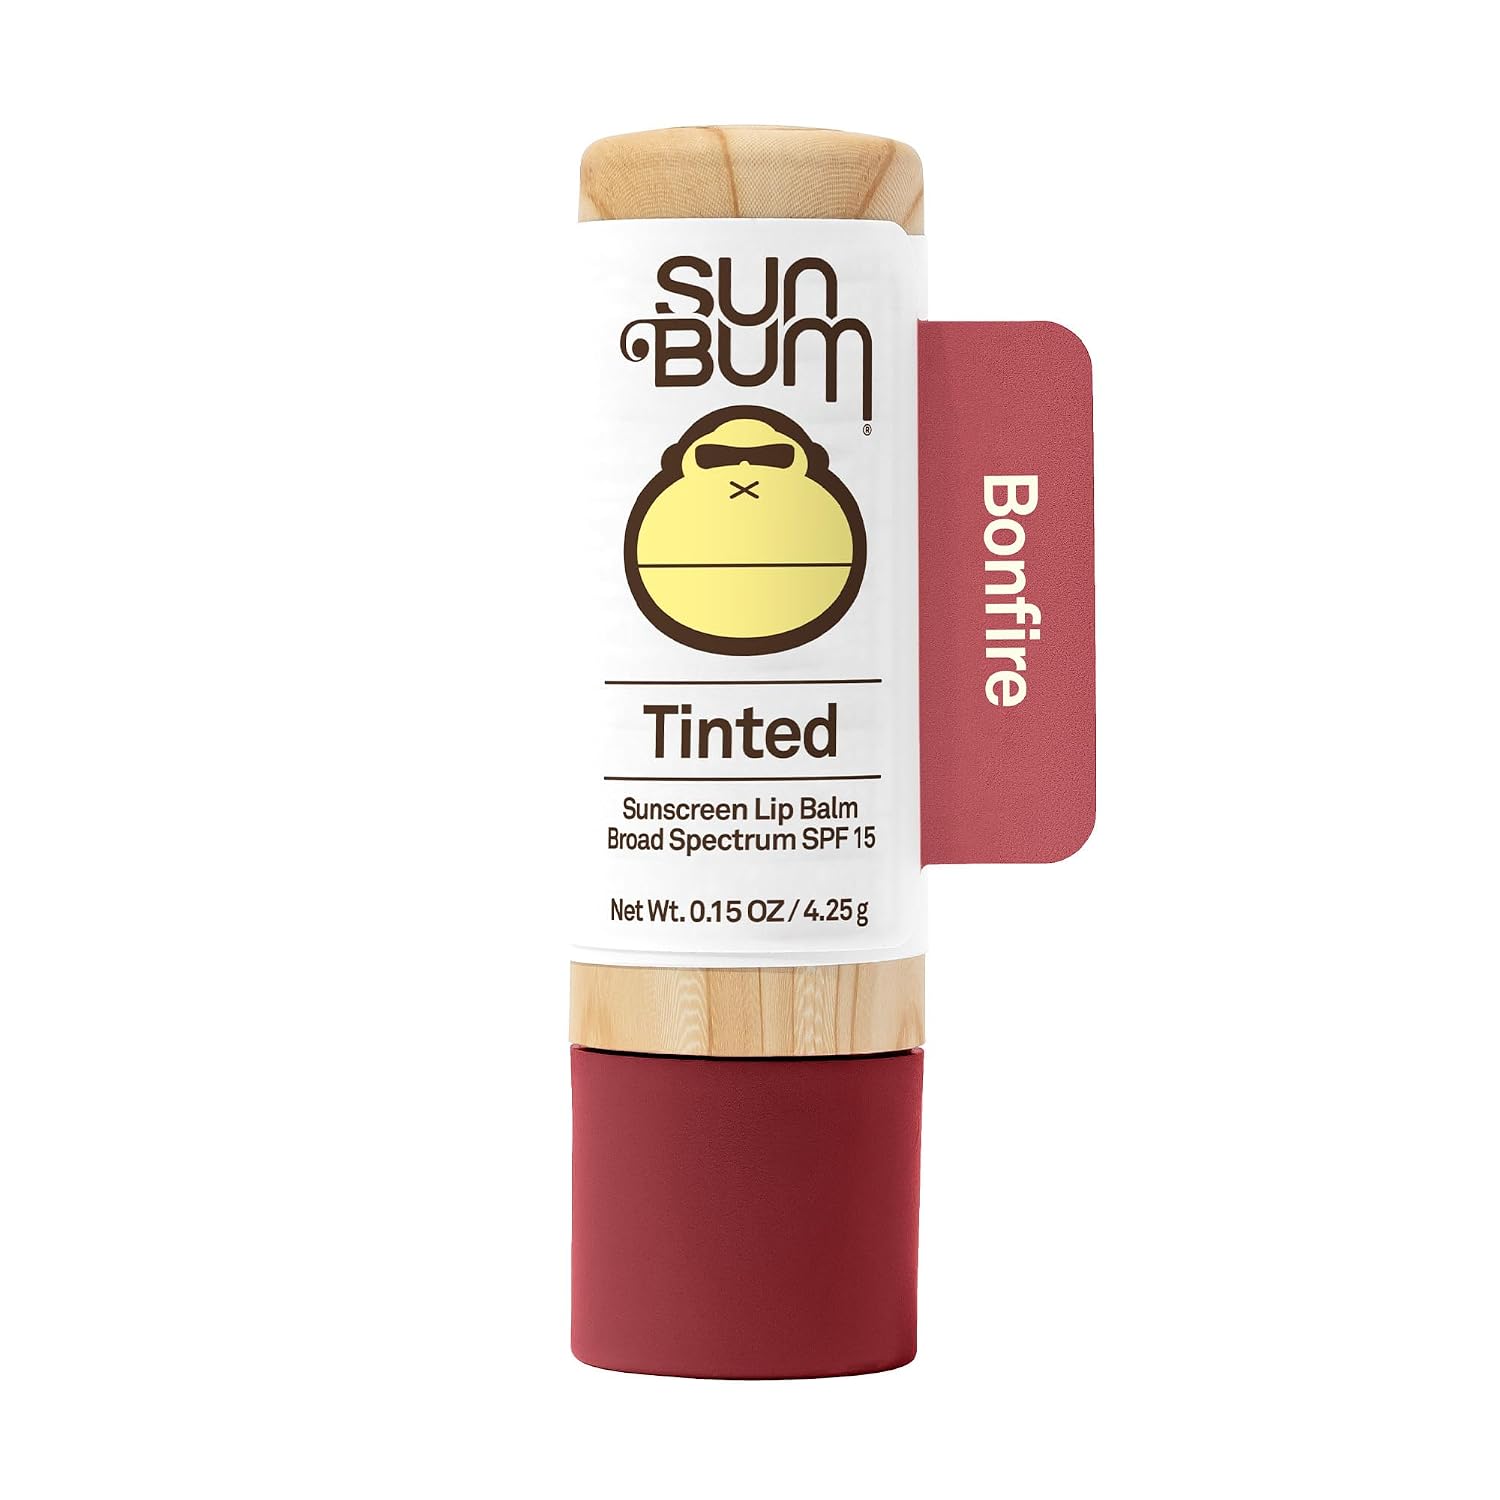 SUN
BUM
®
Tinted
Sunscreen Lip Balm
Broad Spectrum SPF 15
Net Wt. 0.15 OZ / 4.25 g
Bonfire